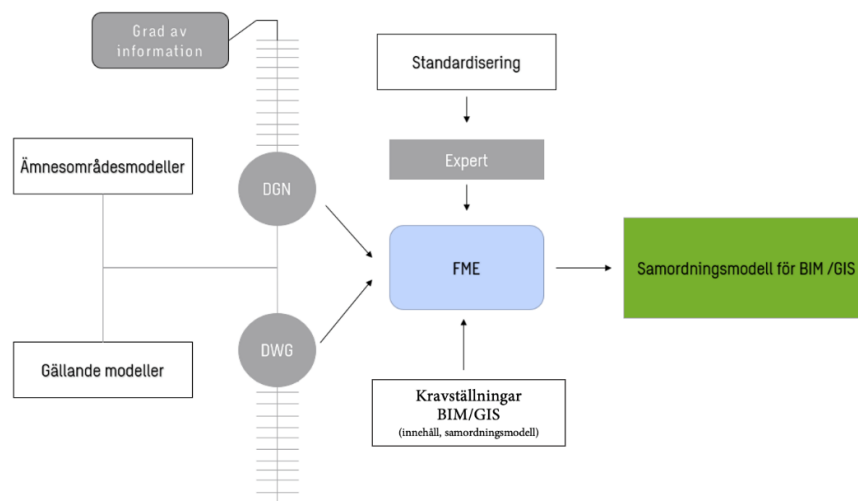 Grad av
information
Standardisering
Expert
Ämnesområdesmodeller
DGN
FME
Samordningsmodell för BIM /GIS
DWG
Gällande modeller
Kravställningar
BIM/GIS
(innehåll, samordningsmodell)